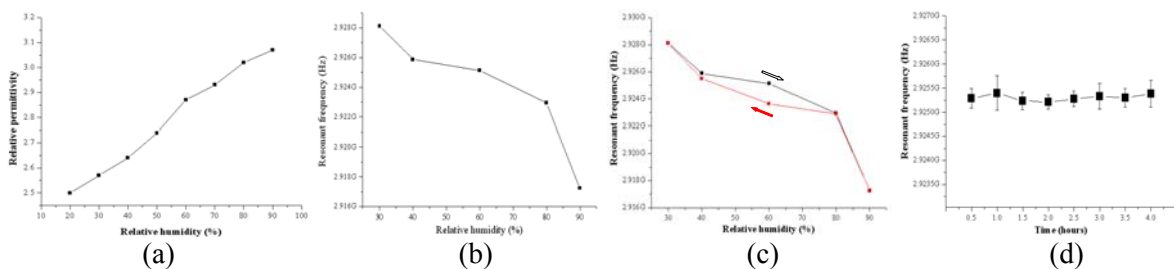 3.2
3.1
3.0
2.9
2.8
2.7
2.6
2.5
Relative permittivity
10 20 30 40 50 60 70 80 90 100
Relative humidity (%)
(a)
2.928G
2.926G
2.924G
2.922G
2.920G
2.918G
2.916G
Resonant frequency (Hz)
30 40 50 60 70 80 90
Relative humidity (%)
(b)
2.930G
2.928G
2.926G
2.924G
2.922G
2.920G
2.918G
2.916G
Resonant frequency (Hz)
30 40 50 60 70 80 90
Relative humidity (%)
(c)
2.9270G
2.9265G
2.9260G
2.9255G
2.9250G
2.9245G
2.9240G
2.9235G
Resonant frequency (Hz)
0.5 1.0 1.5 2.0 2.5 3.0 3.5 4.0
Time (hours)
(d)